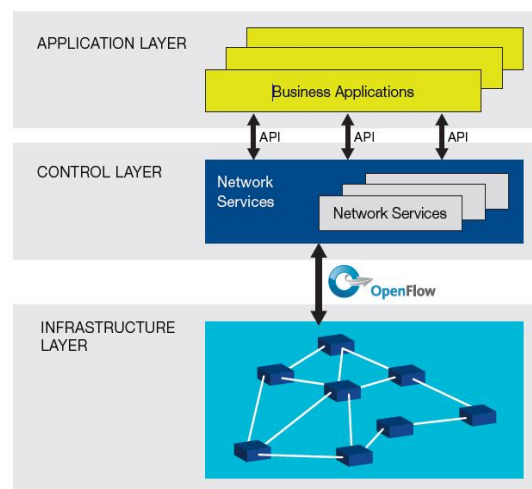 APPLICATION LAYER
Business Applications
API
API
API
CONTROL LAYER
Network
Services
Network Services
OpenFlow
INFRASTRUCTURE
LAYER